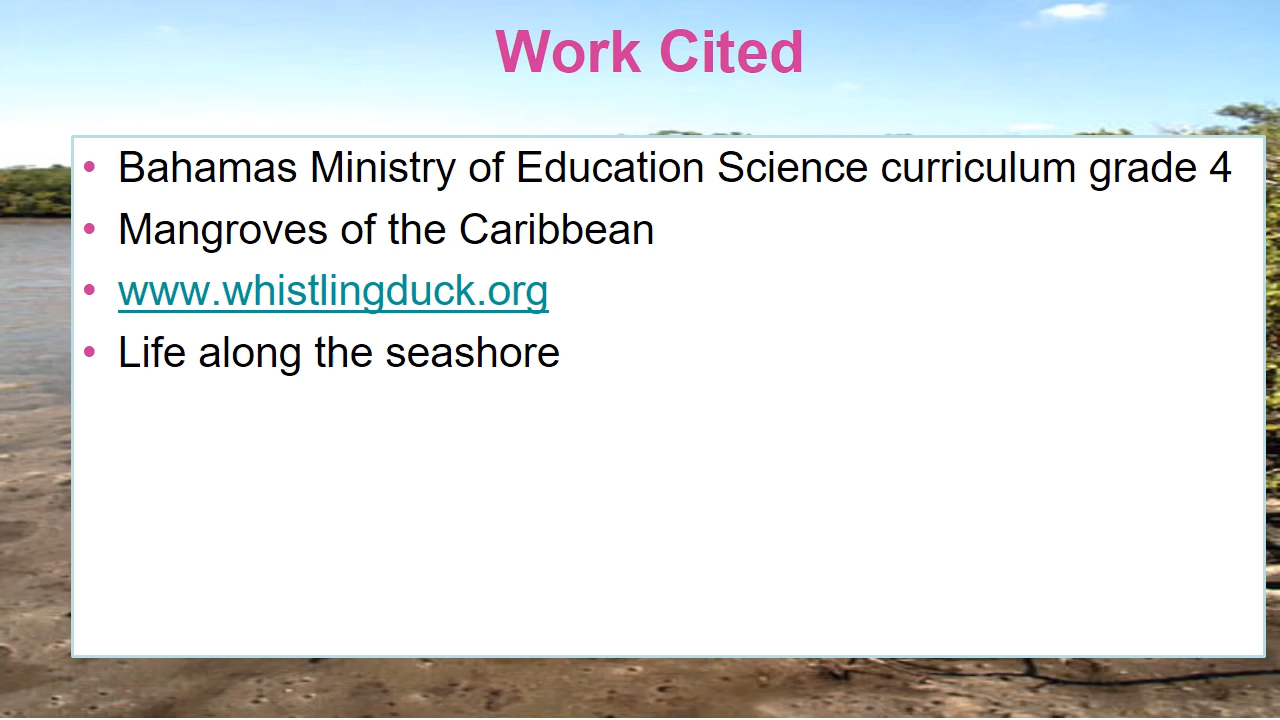 Work Cited
• Bahamas Ministry of Education Science curriculum grade 4
• Mangroves of the Caribbean
• www.whistlingduck.org
• Life along the seashore